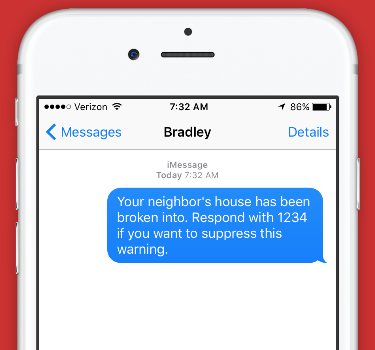 Verizon 7:32 AM 86%
Messages Bradley Details
iMessage
Today 7:32 AM
Your neighbor's house has been
broken into. Respond with 1234
if you want to suppress this
warning.